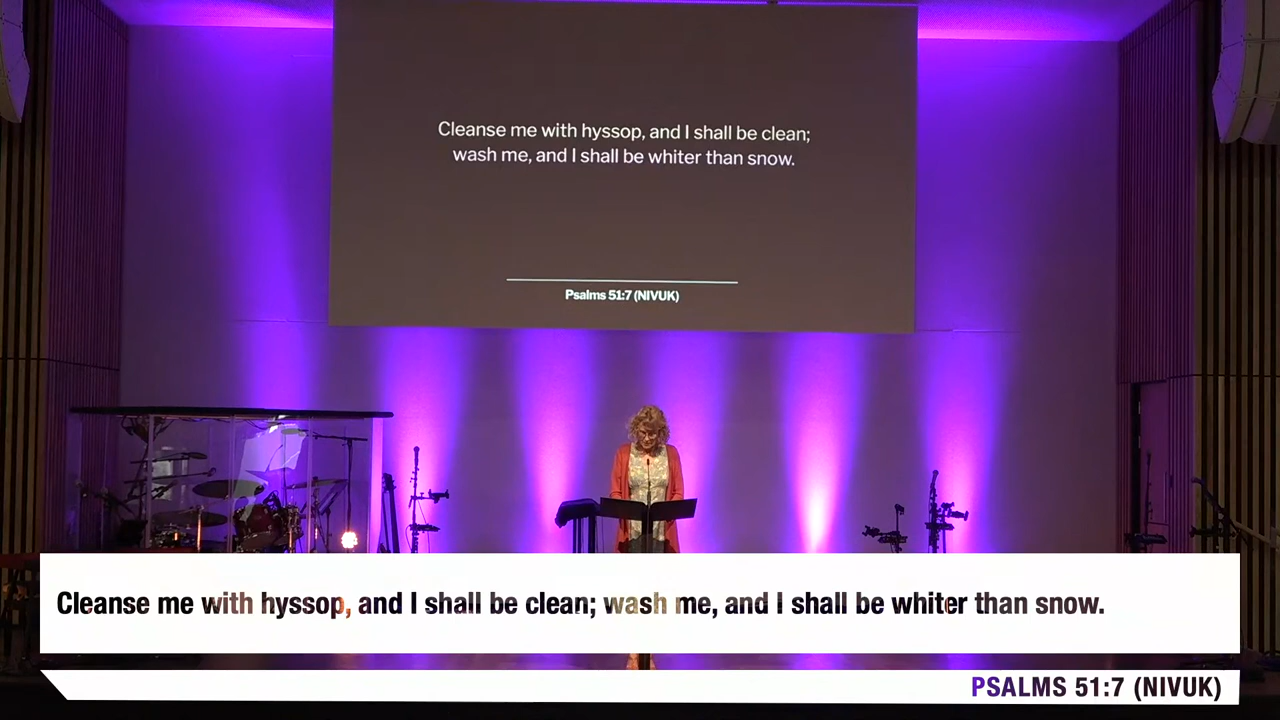 Cleanse me with hyssop, and I shall be clean;
wash me, and I shall be whiter than snow.
Psalms 51:7 (NIVUK)
Cleanse me with hyssop, and I shall be clean; wash me, and I shall be whiter than snow.
PSALMS 51:7 (NIVUK)